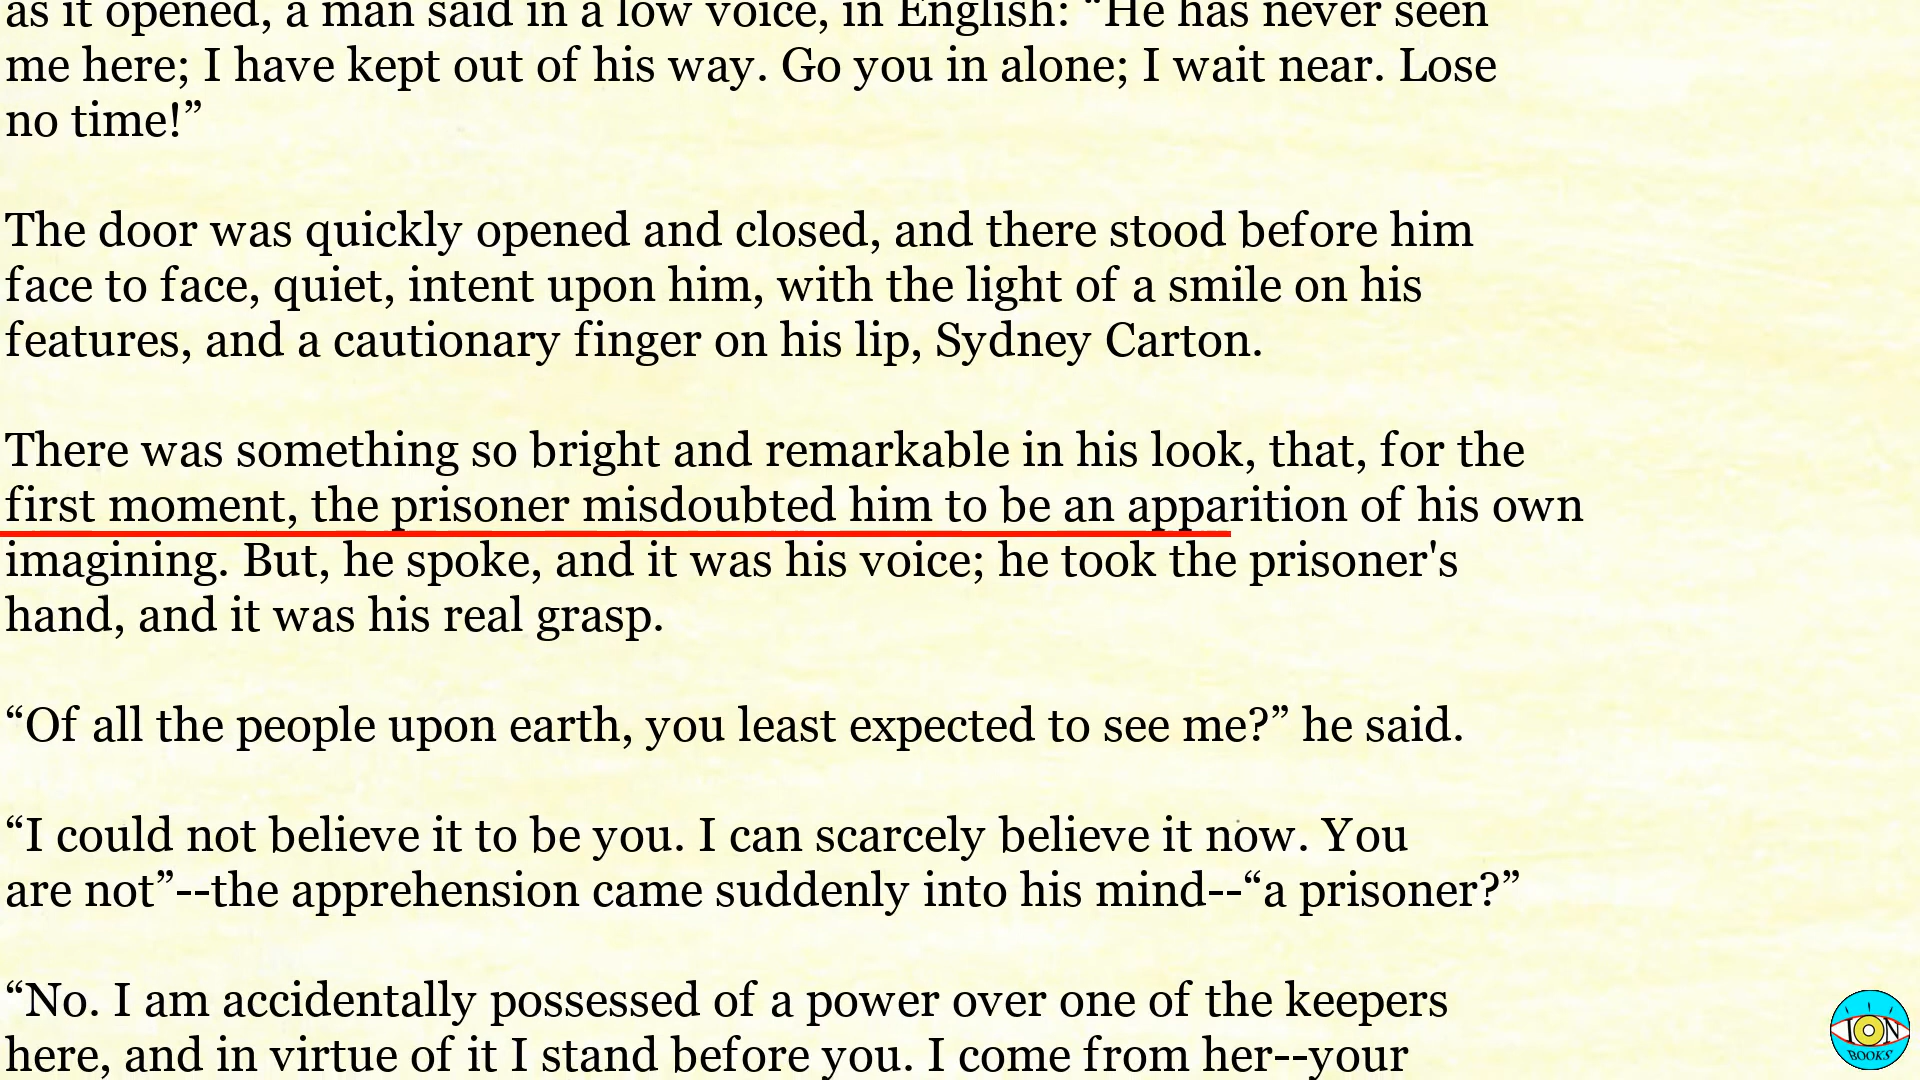 as it opened, a man said in a low voice, in English: “He has never seen
me here; I have kept out of his way. Go you in alone; I wait near. Lose
no time!”
The door was quickly opened and closed, and there stood before him
face to face, quiet, intent upon him, with the light of a smile on his
features, and a cautionary finger on his lip, Sydney Carton.
There was something so bright and remarkable in his look, that, for the
first moment, the prisoner misdoubted him to be an apparition of his own
imagining. But, he spoke, and it was his voice; he took the prisoner's
hand, and it was his real grasp.
“Of all the people upon earth, you least expected to see me?” he said.
“I could not believe it to be you. I can scarcely believe it now. You
are not”--the apprehension came suddenly into his mind--“a prisoner?”
“No. I am accidentally possessed of a power over one of the keepers
here, and in virtue of it I stand before you. I come from her--your
ION
BOOKS